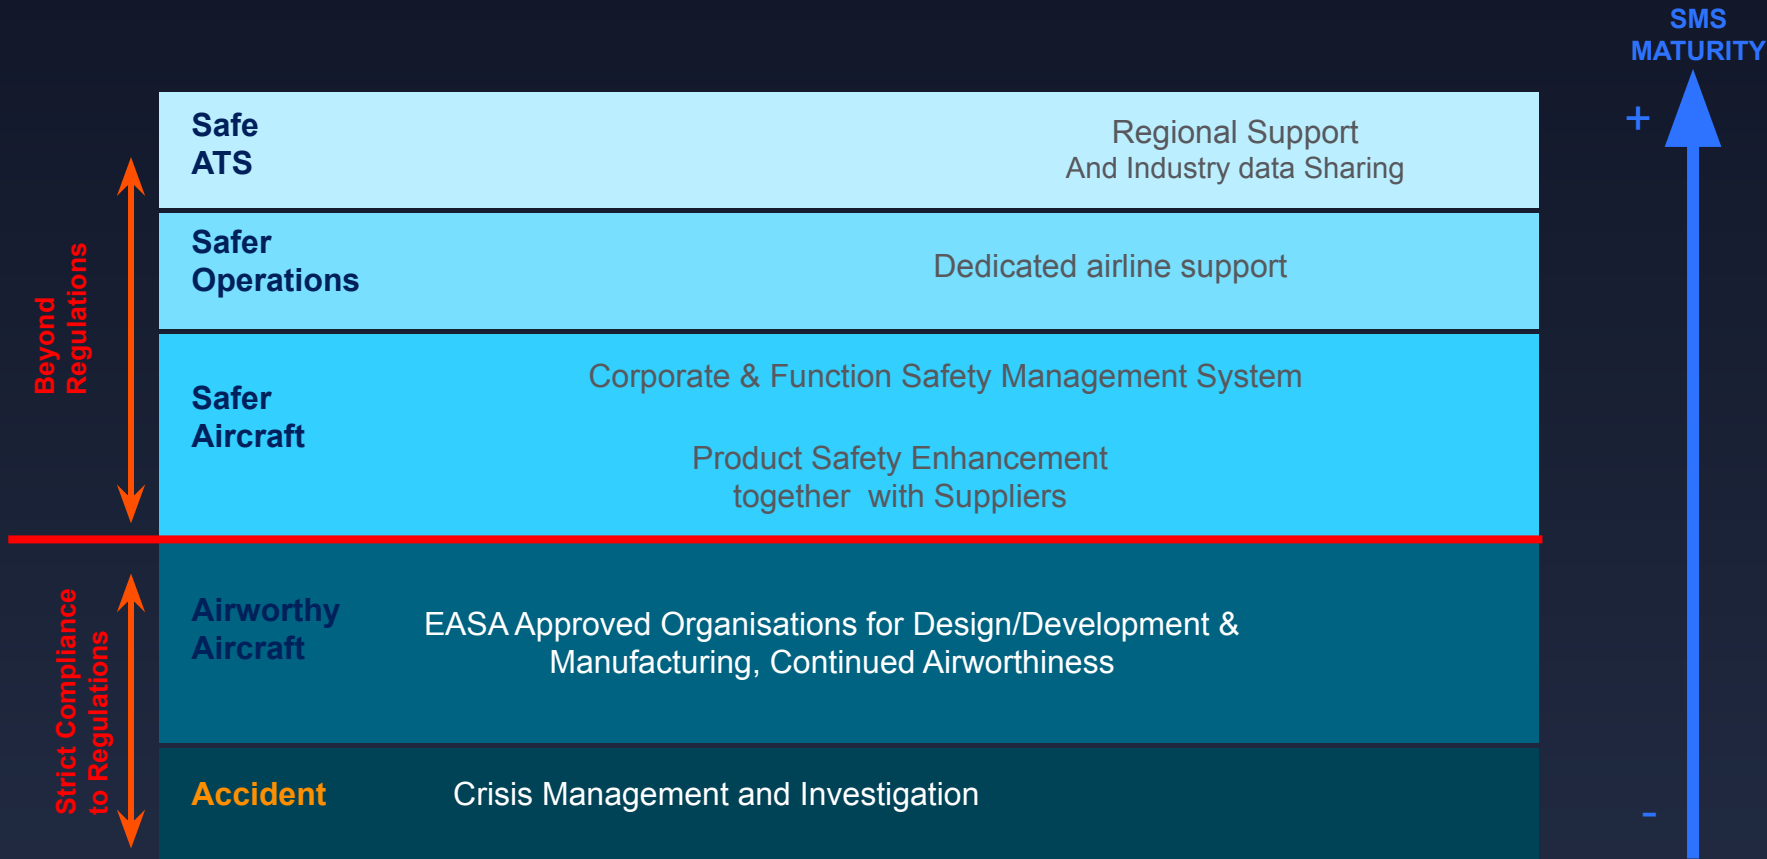 SMS
MATURITY
+
Safe
ATS
Regional Support
And Industry data Sharing
Safer
Operations
Dedicated airline support
Beyond
Regulations
Safer
Aircraft
Corporate & Function Safety Management System
Product Safety Enhancement
together with Suppliers
Strict Compliance
to Regulations
Airworthy
Aircraft
EASA Approved Organisations for Design/Development &
Manufacturing, Continued Airworthiness
Accident
Crisis Management and Investigation
-